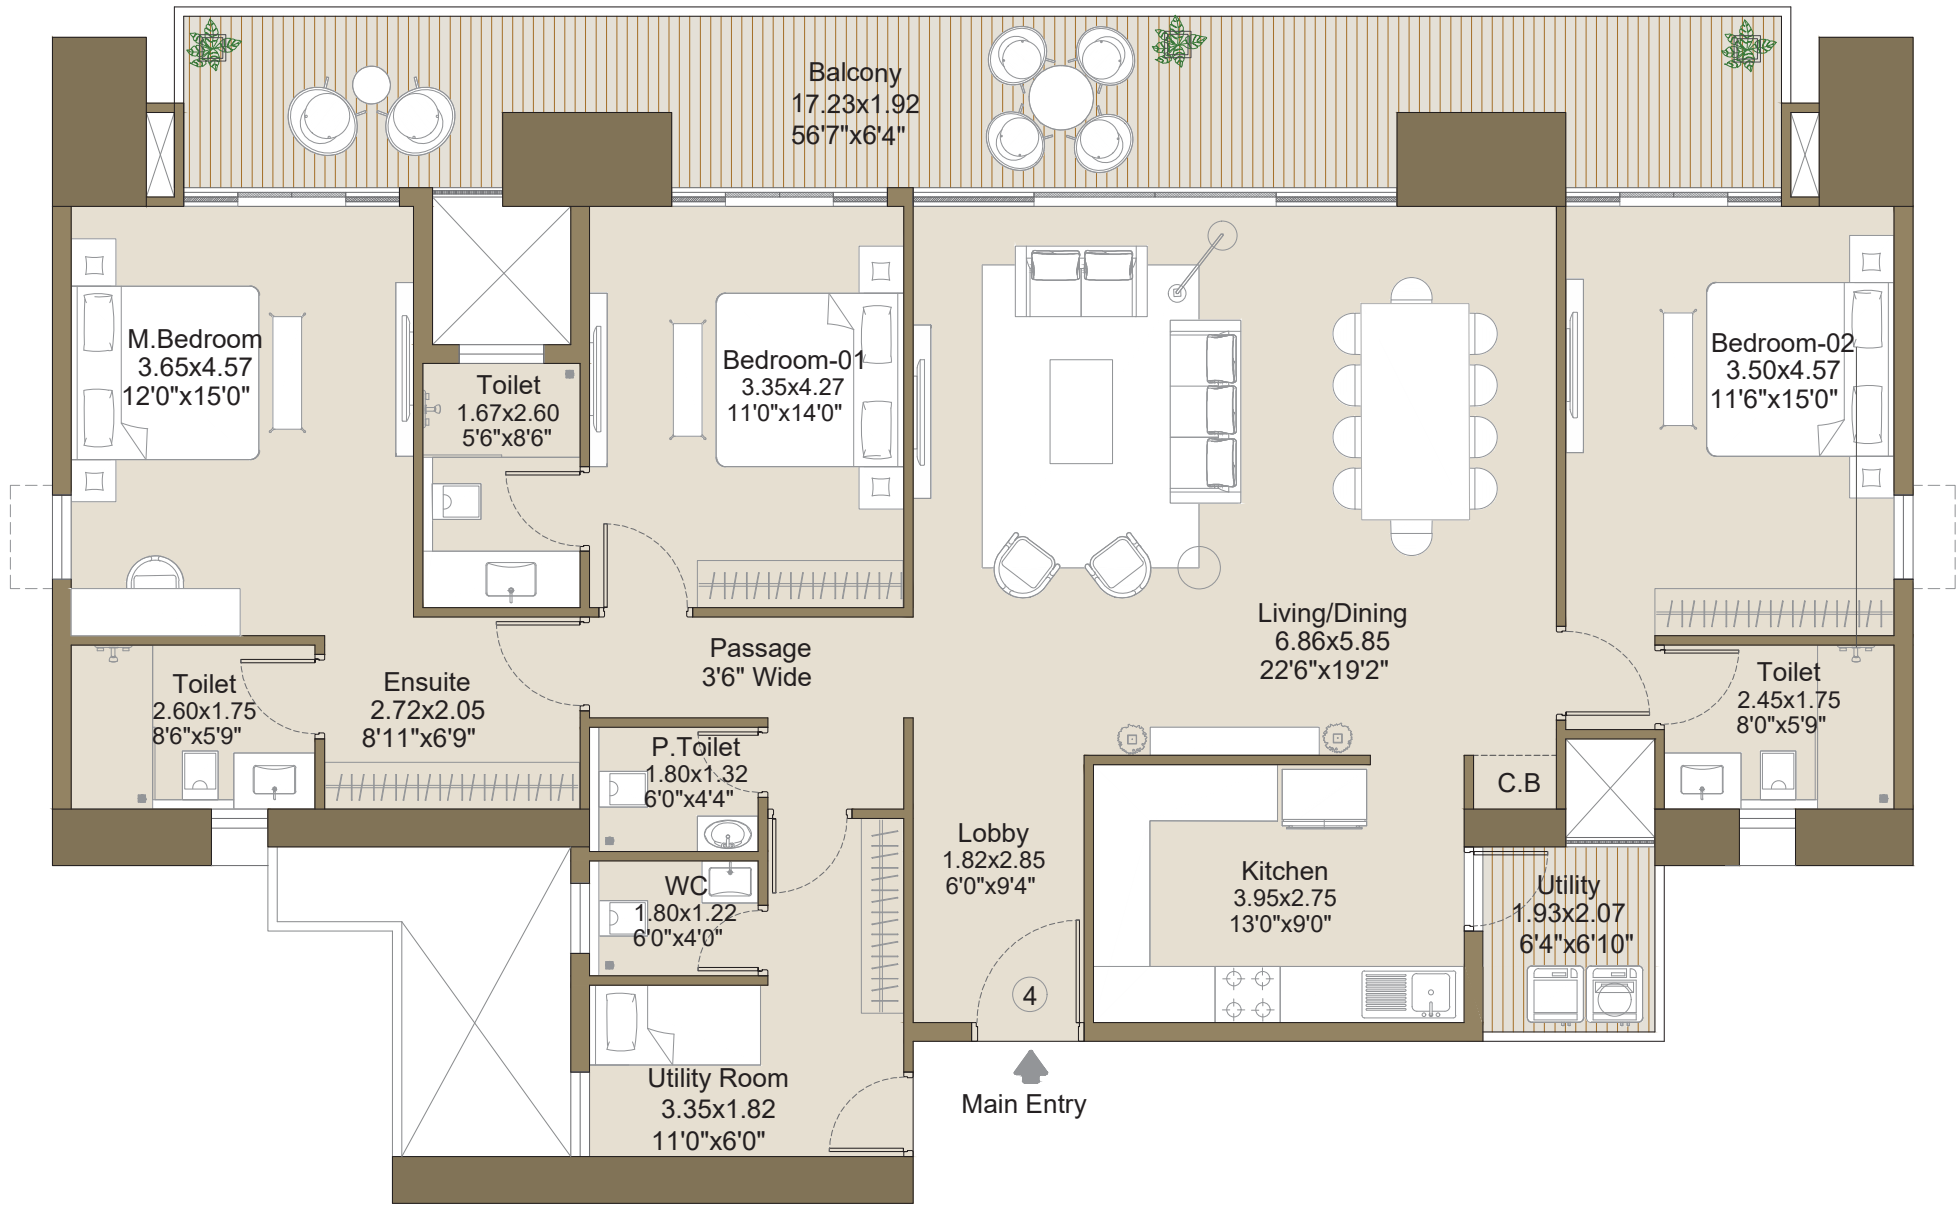 Balcony
17.23x1.92
56'7"x6'4"
M.Bedroom
3.65x4.57
12'0"x15'0"
Toilet
1.67x2.60
5'6"x8'6"
Bedroom-01
3.35x4.27
11'0"x14'0"
Bedroom-02
3.50x4.57
11'6"x15'0"
Living/Dining
6.86x5.85
22'6"x19'2"
Passage
3'6" Wide
Toilet
2.60x1.75
8'6"x5'9"
Ensuite
2.72x2.05
8'11"x6'9"
Toilet
2.45x1.75
8'0"x5'9"
P.Toilet
1.80x1.32
6'0"x4'4"
C.B
Lobby
1.82x2.85
6'0"x9'4"
Kitchen
3.95x2.75
13'0"x9'0"
WC
1.80x1.22
6'0"x4'0"
Utility
1.93x2.07
6'4"x6'10"
4
Utility Room
3.35x1.82
11'0"x6'0"
Main Entry